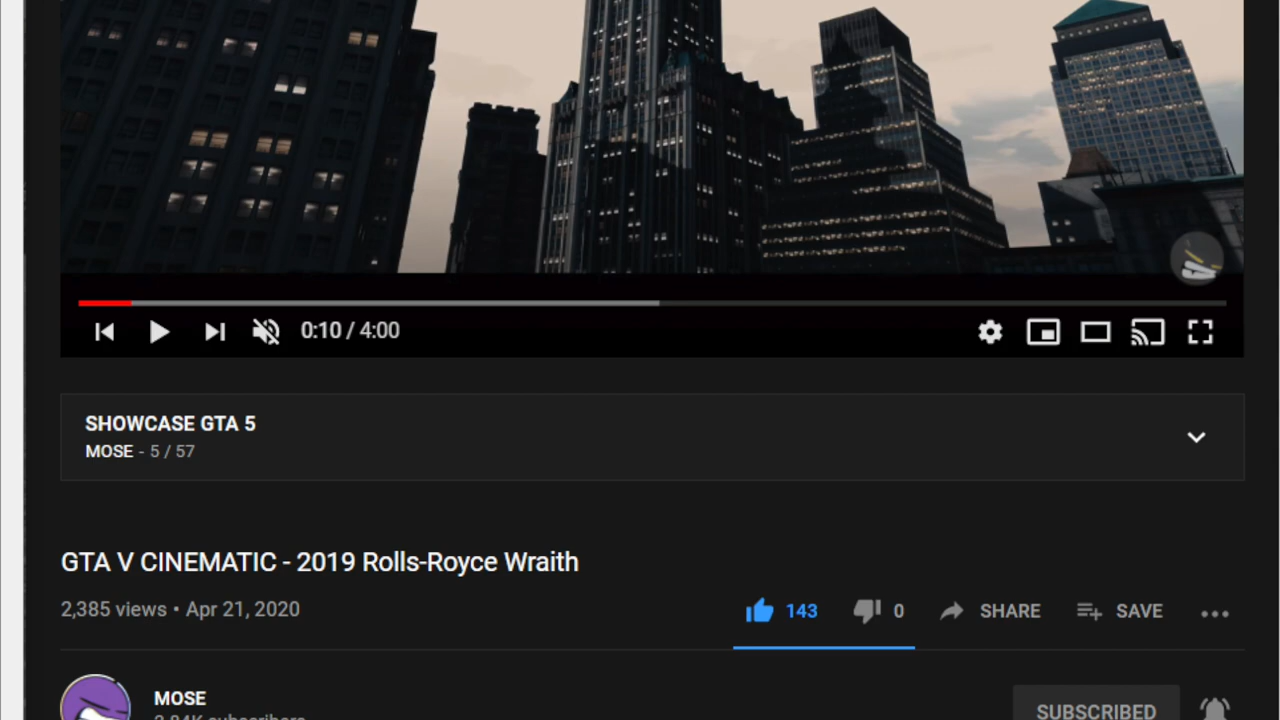 0:10 / 4:00
SHOWCASE GTA 5
MOSE - 5 / 57
GTA V CINEMATIC - 2019 Rolls-Royce Wraith
2,385 views • Apr 21, 2020
143 0 SHARE SAVE
MOSE
SUBSCRIBED